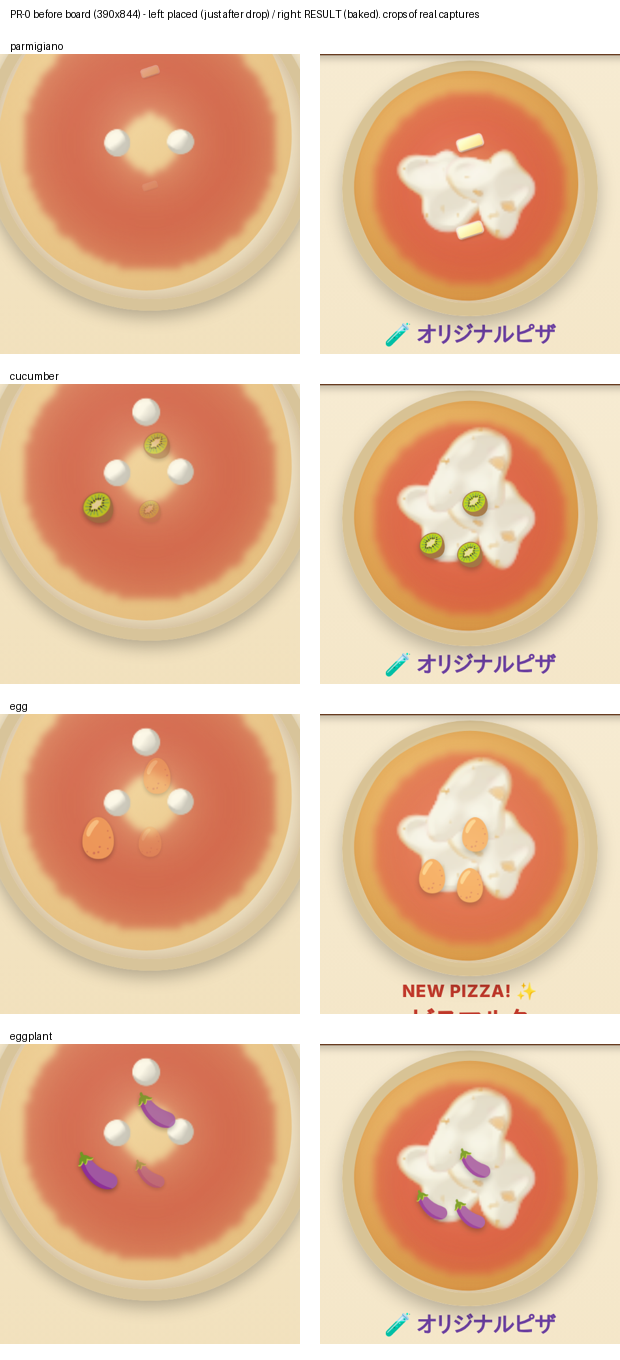 PR-0 before board (390x844) - left: placed (just after drop) / right: RESULT (baked). crops of real captures
parmigiano
オリジナルピザ
cucumber
オリジナルピザ
egg
NEW PIZZA!
eggplant
オリジナルピザ